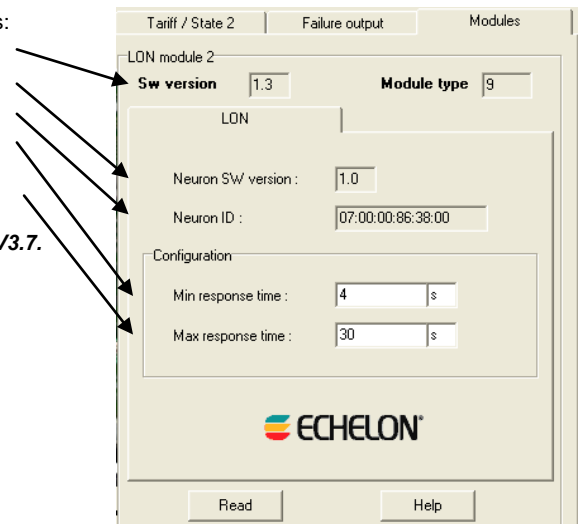 s:
Tariff / State 2 Failure output Modules
LON module 2
Sw version 1.3 Module type 9
LON
Neuron SW version : 1.0
Neuron ID : 07:00:00:86:38:00
/3.7.
Configuration
Min response time : 4 s
Max response time : 30 s
ECHELON®
Read Help